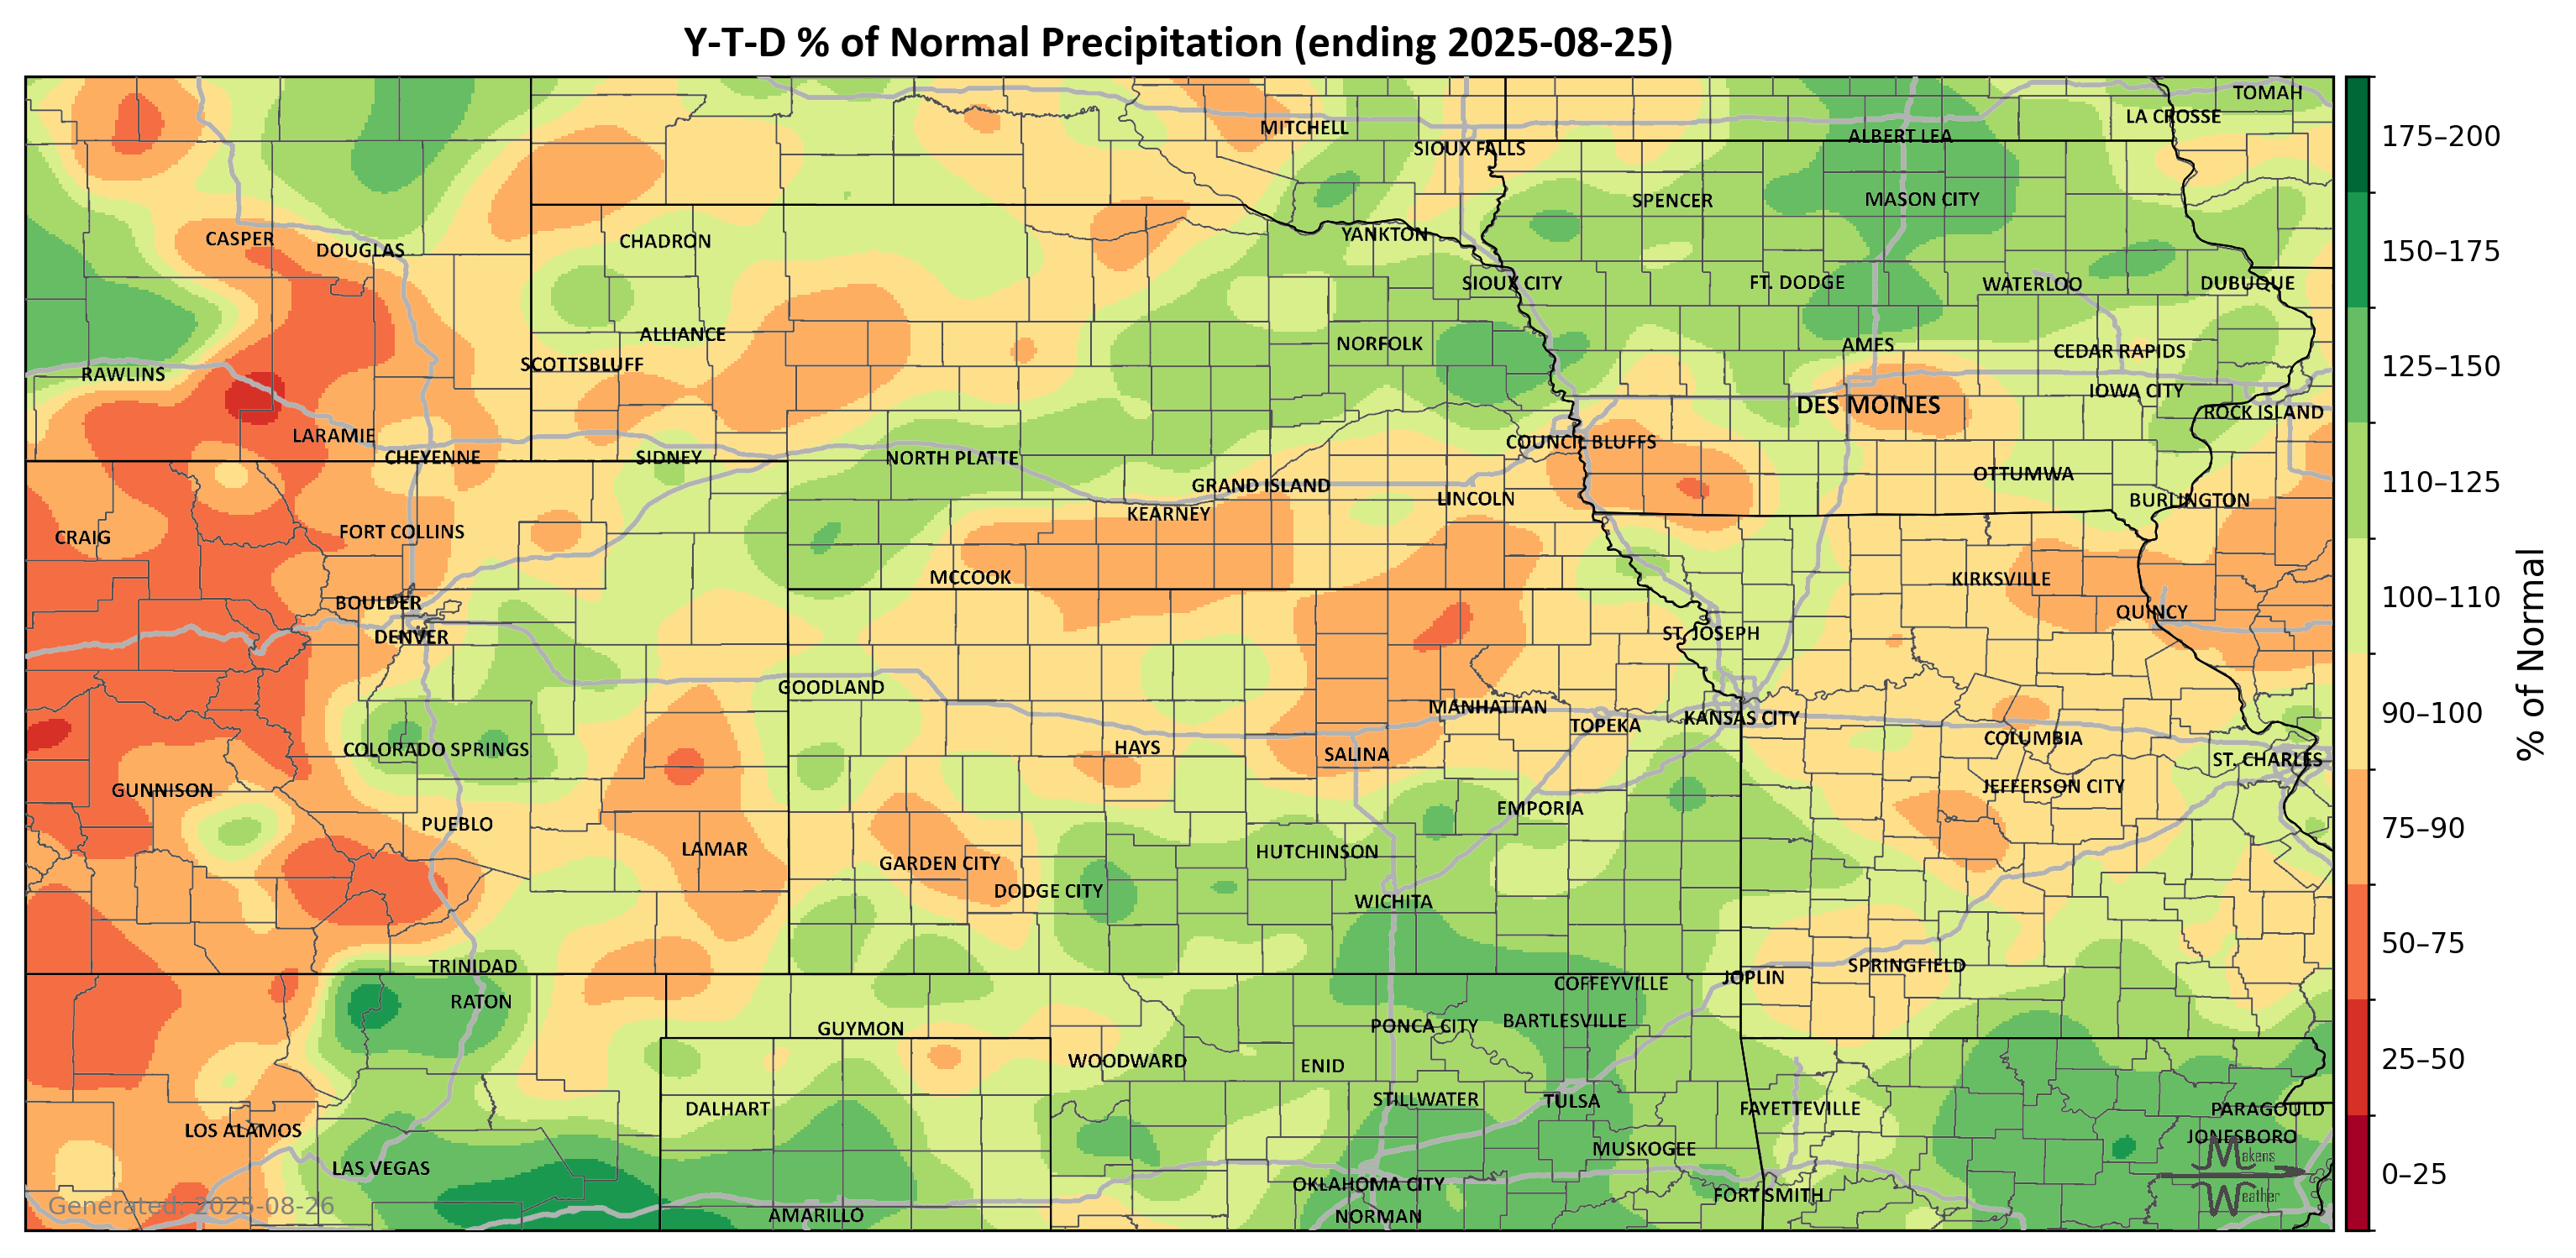 Y-T-D % of Normal Precipitation (ending 2025-08-25)
TOMAH
LA CROSSE
MITCHELL
ALBERT LEA
SIOUX FALLS
SPENCER
MASON CITY
YANKTON
CASPER
CHADRON
DOUGLAS
SIOUX CITY
FT. DODGE
WATERLOO
DUBUQUE
ALLIANCE
NORFOLK
AMES
CEDAR RAPIDS
SCOTTSBLUFF
RAWLINS
IOWA CITY
DES MOINES
ROCK ISLAND
LARAMIE
COUNCIL BLUFFS
CHEYENNE
SIDNEY
NORTH PLATTE
OTTUMWA
GRAND ISLAND
LINCOLN
BURLINGTON
KEARNEY
CRAIG
FORT COLLINS
MCCOOK
KIRKSVILLE
BOULDER
QUINCY
DENVER
ST. JOSEPH
GOODLAND
MANHATTAN
TOPEKA
KANSAS CITY
COLUMBIA
COLORADO SPRINGS
HAYS
SALINA
ST. CHARLES
GUNNISON
JEFFERSON CITY
EMPORIA
PUEBLO
LAMAR
HUTCHINSON
GARDEN CITY
DODGE CITY
WICHITA
TRINIDAD
SPRINGFIELD
JOPLIN
COFFEYVILLE
RATON
GUYMON
PONCA CITY
BARTLESVILLE
WOODWARD
ENID
STILLWATER
TULSA
DALHART
FAYETTEVILLE
PARAGOULD
LOS ALAMOS
JONESBORO
MUSKOGEE
LAS VEGAS
OKLAHOMA CITY
FORT SMITH
AMARILLO
NORMAN
Makens
Weather
Generated: 2025-08-26
175–200
150–175
125–150
110–125
100–110
90–100
75–90
50–75
25–50
0–25
% of Normal